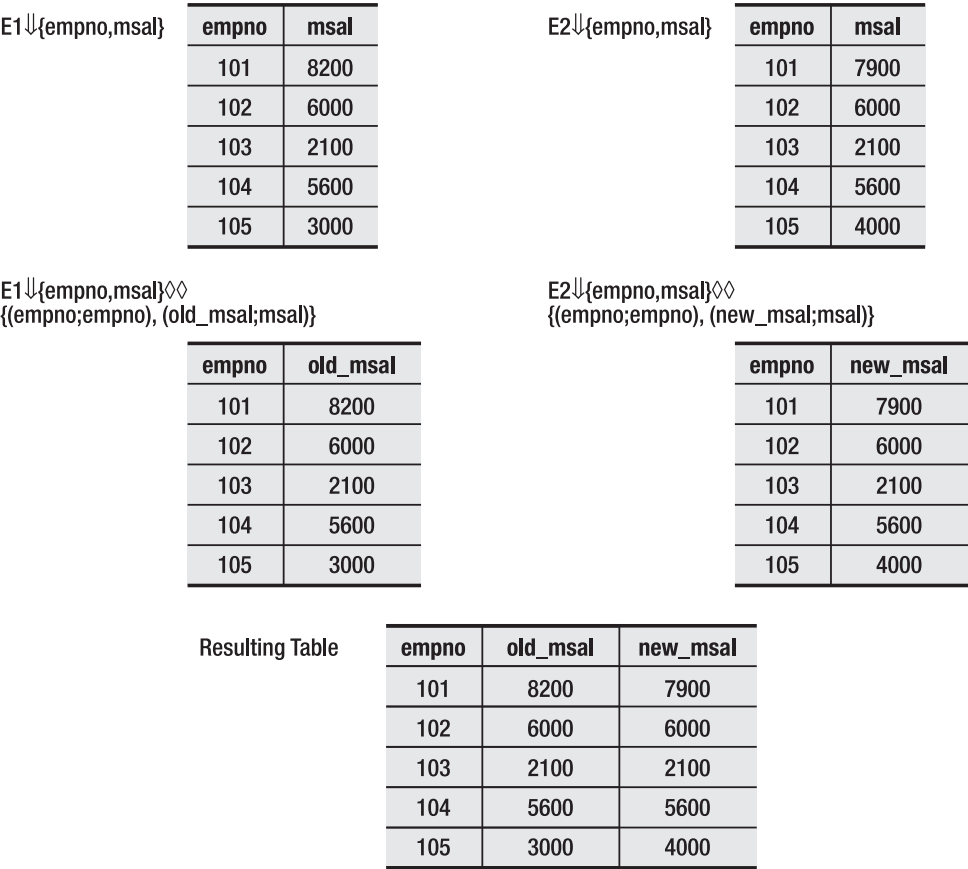 E1⇓{empno,msal}
empno msal
101 8200
102 6000
103 2100
104 5600
105 3000
E2⇓{empno,msal}
empno msal
101 7900
102 6000
103 2100
104 5600
105 4000
E1⇓{empno,msal}◊◊
{(empno;empno), (old_msal;msal)}
empno old_msal
101 8200
102 6000
103 2100
104 5600
105 3000
E2⇓{empno,msal}◊◊
{(empno;empno), (new_msal;msal)}
empno new_msal
101 7900
102 6000
103 2100
104 5600
105 4000
Resulting Table
empno old_msal new_msal
101 8200 7900
102 6000 6000
103 2100 2100
104 5600 5600
105 3000 4000